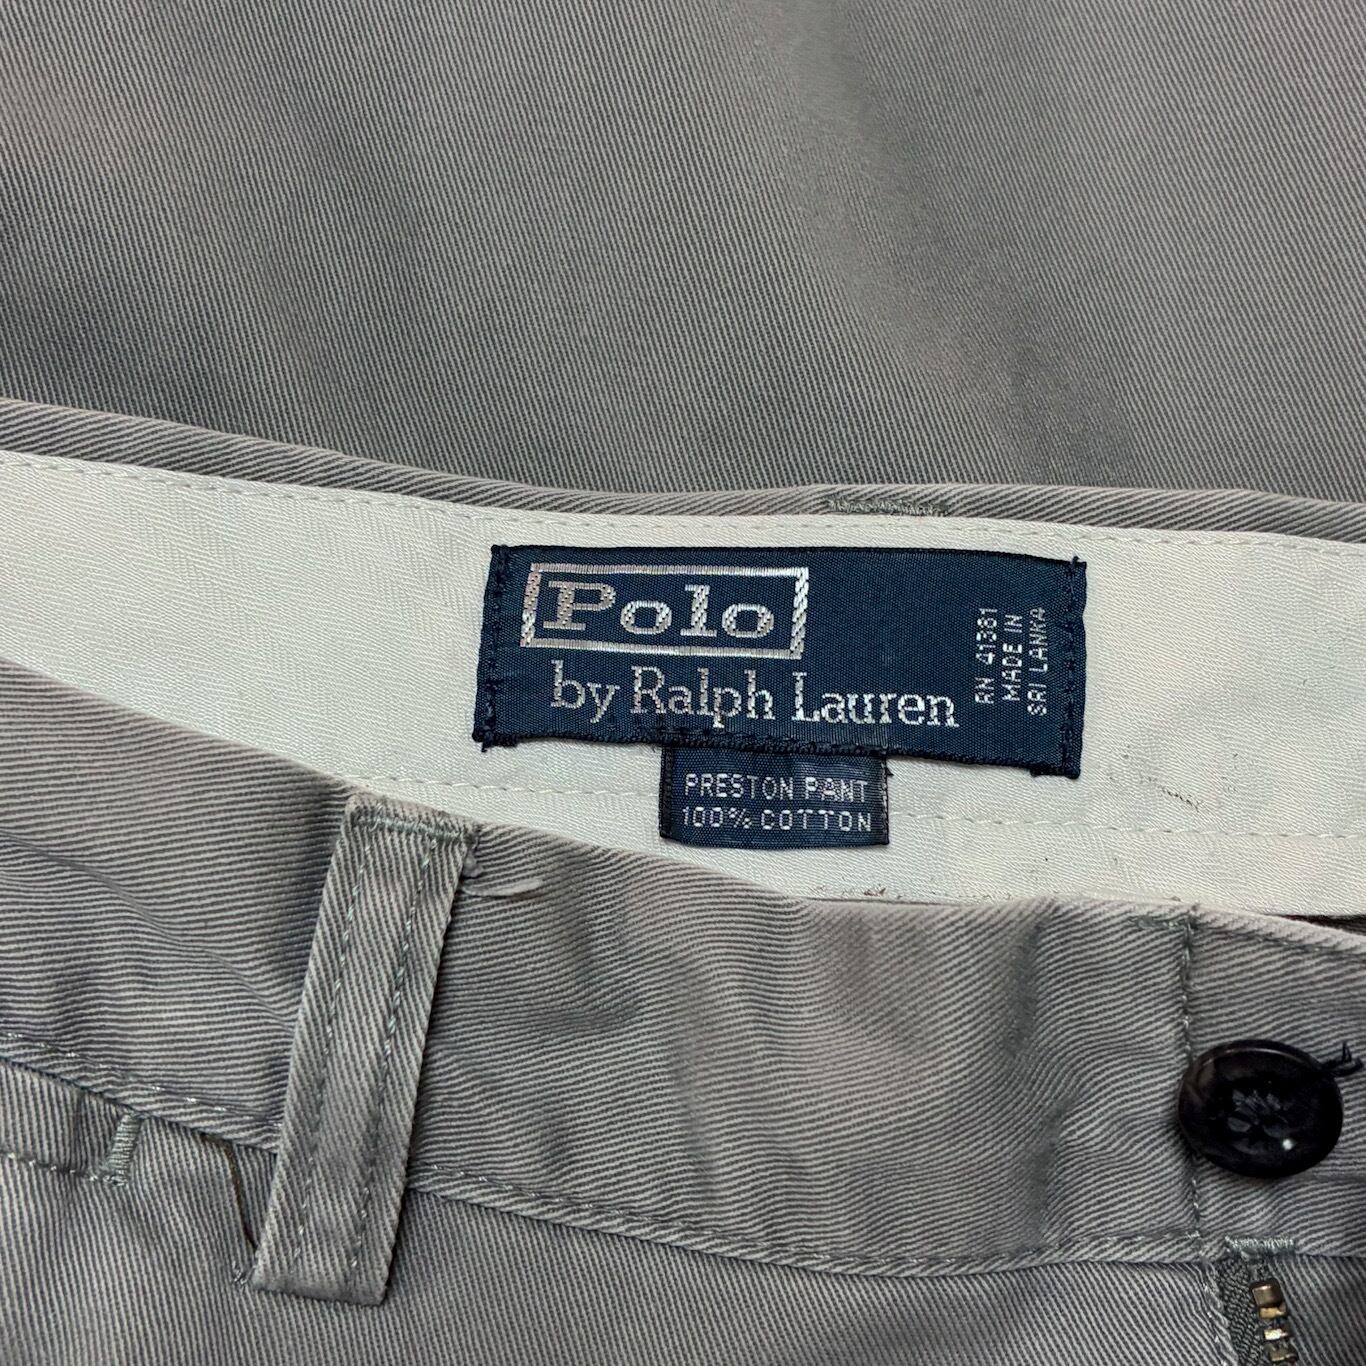 Polo
by Ralph Lauren
RN 41381
MADE IN
SRI LANKA
PRESTON PANT
100% COTTON